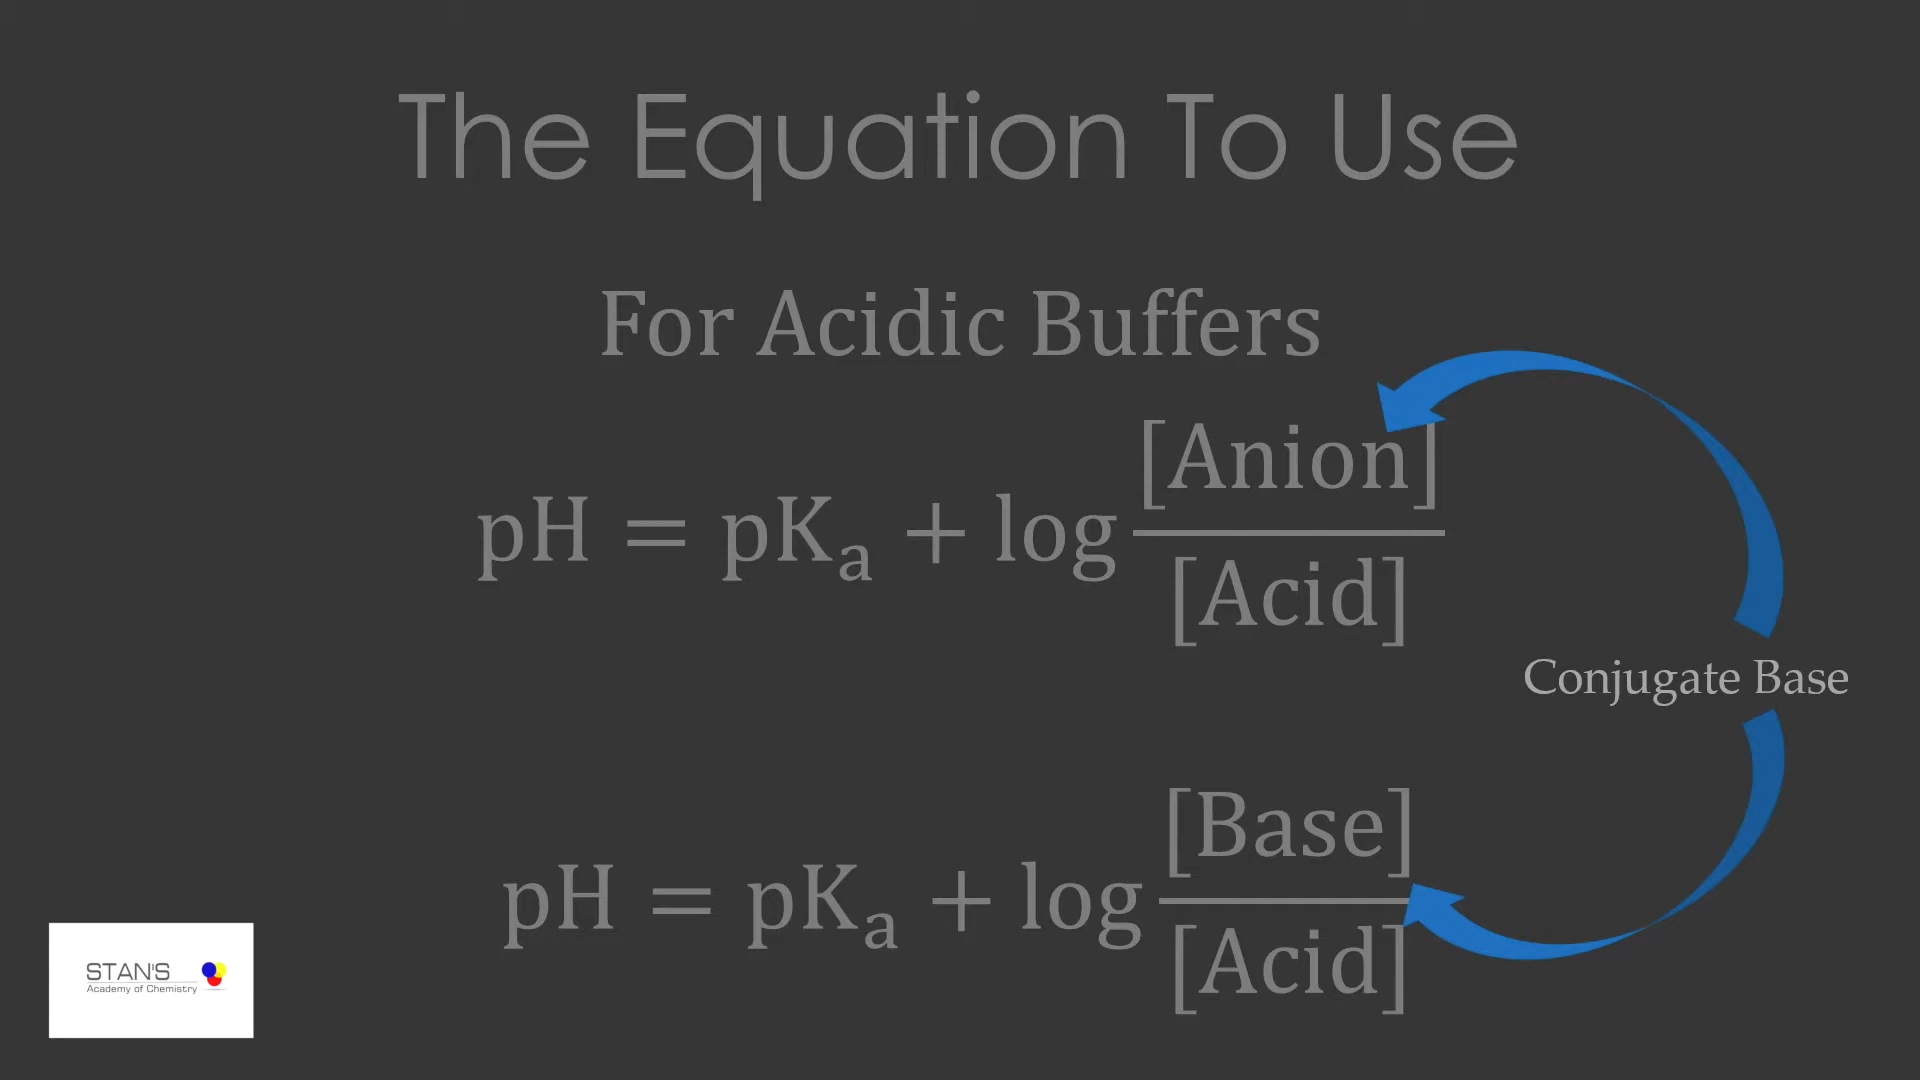 The Equation To Use
For Acidic Buffers
pH = pKₐ + log [Anion] / [Acid]
Conjugate Base
pH = pKₐ + log [Base] / [Acid]
STAN'S
Academy of Chemistry